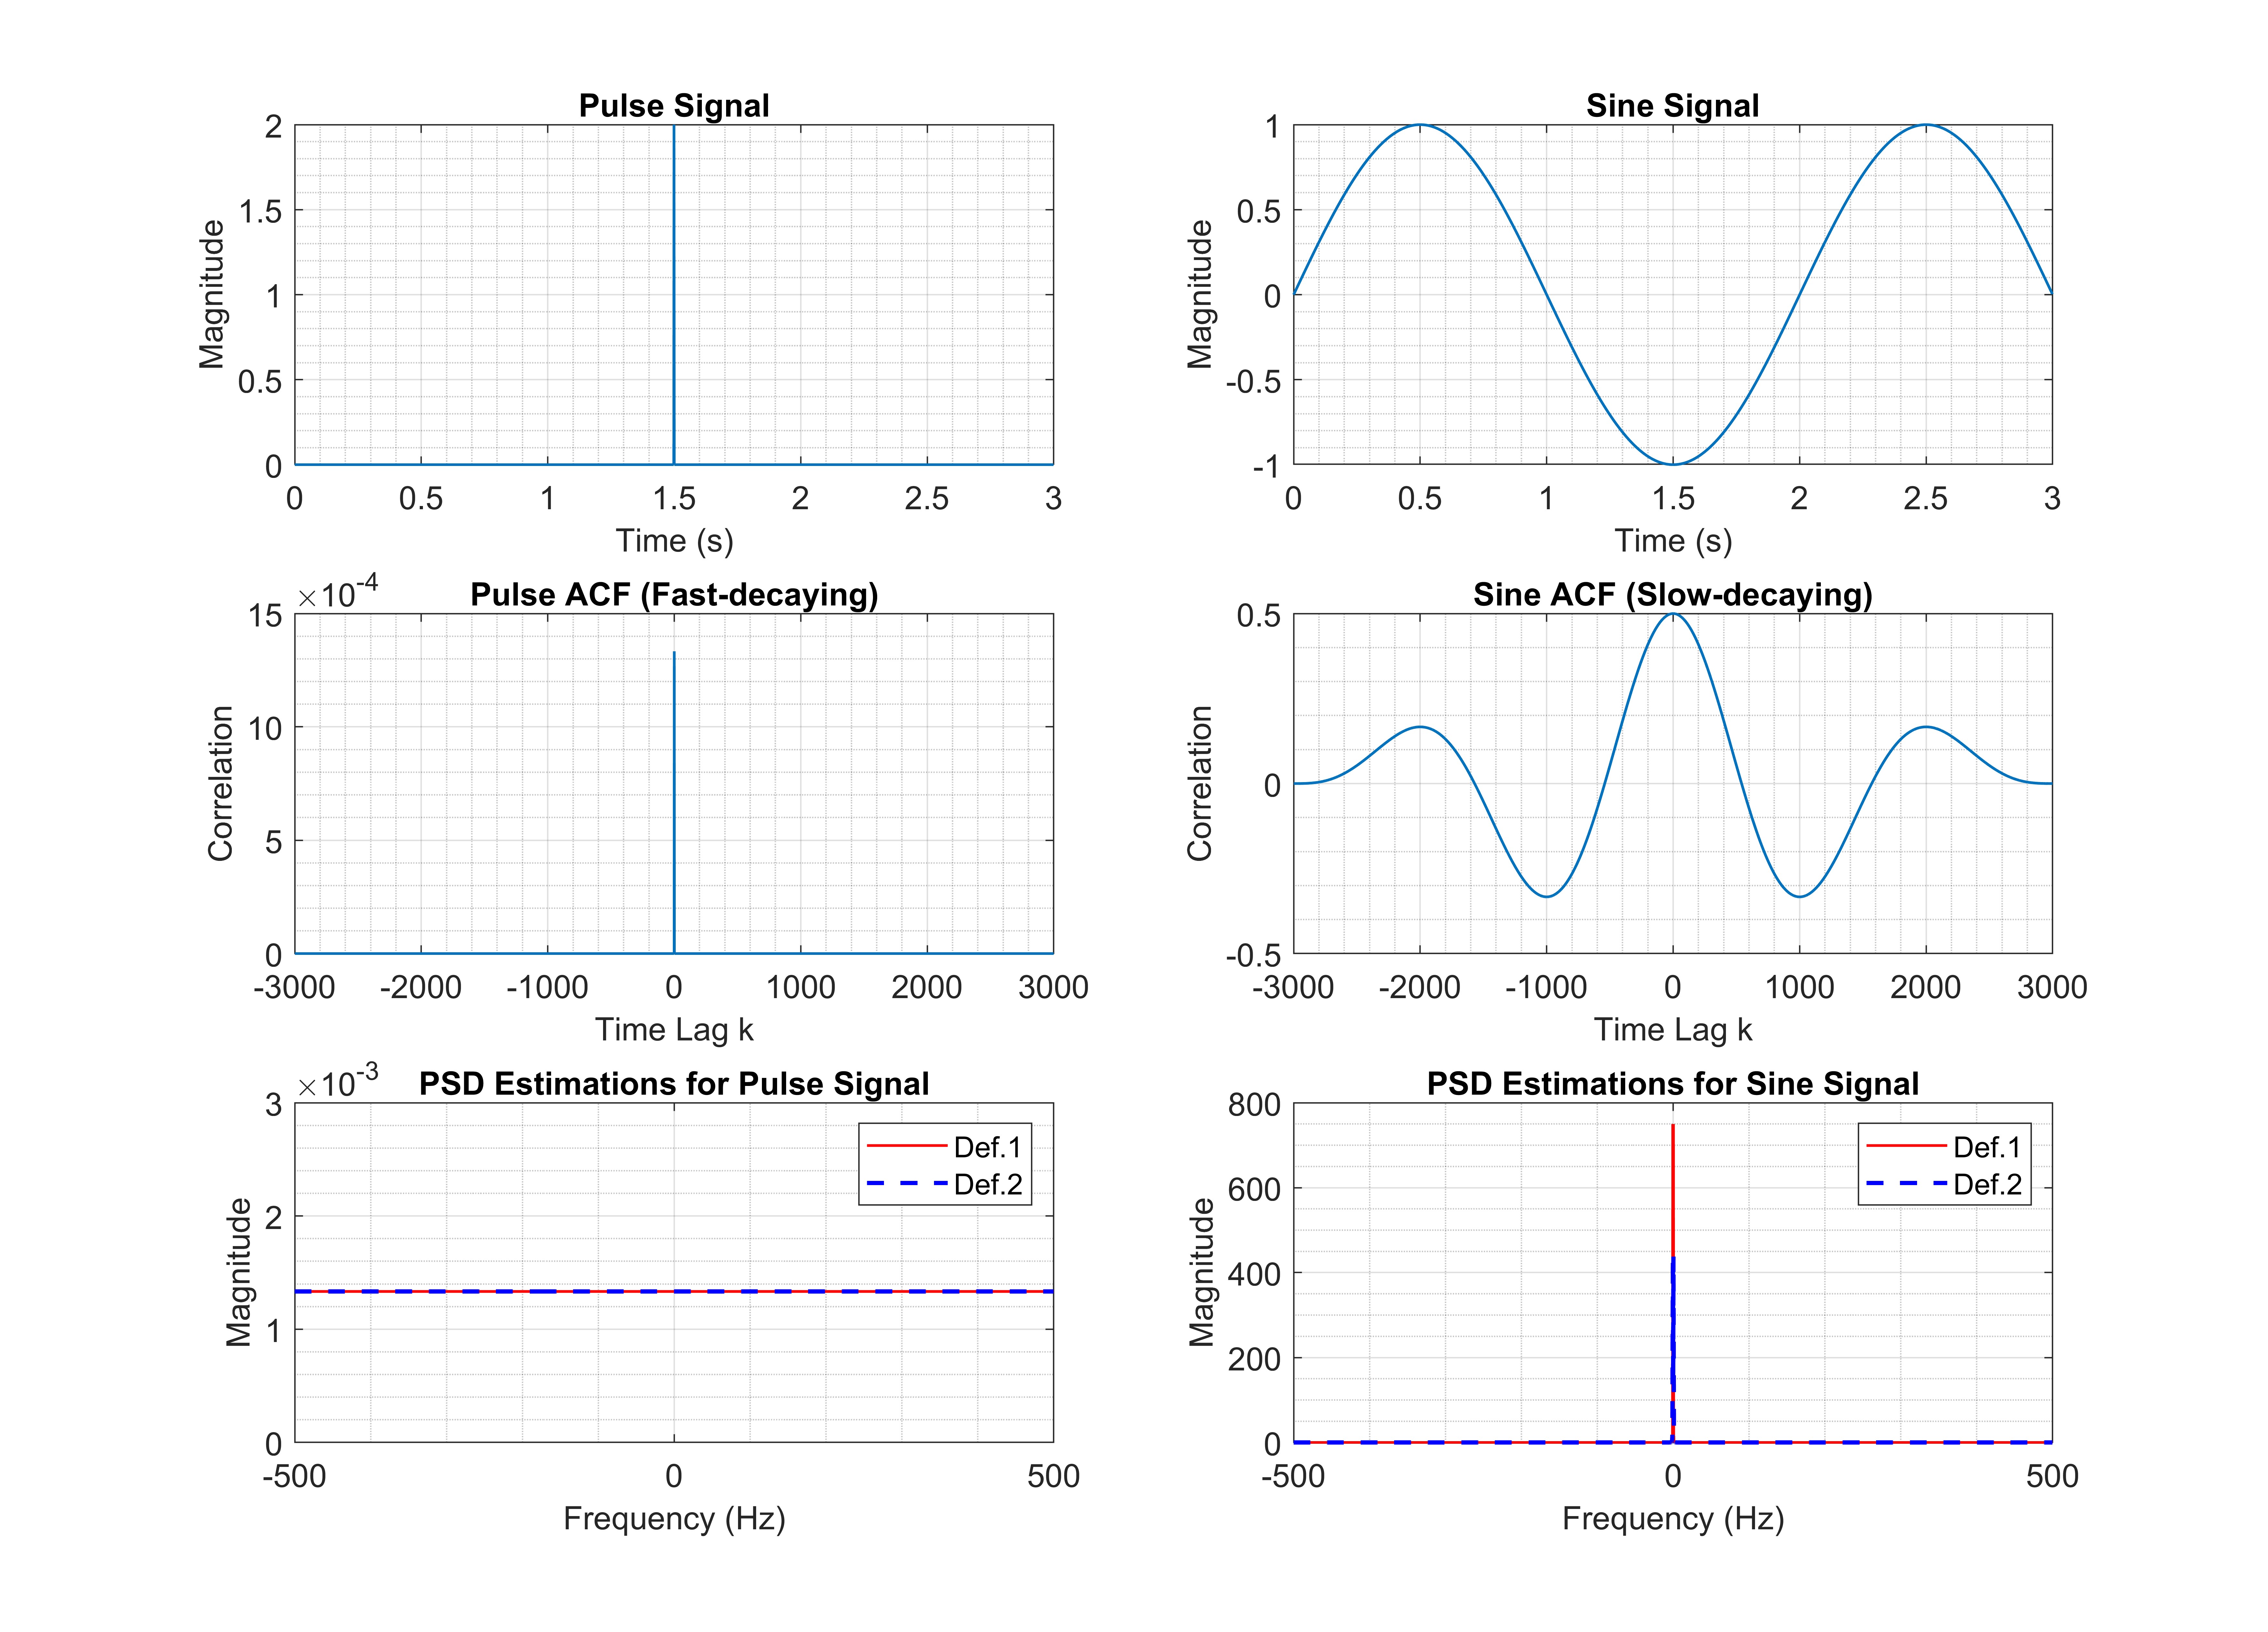 Pulse Signal
2
1.5
1
0.5
0
Magnitude
0 0.5 1 1.5 2 2.5 3
Time (s)
Sine Signal
1
0.5
0
-0.5
-1
Magnitude
0 0.5 1 1.5 2 2.5 3
Time (s)
×10-4
Pulse ACF (Fast-decaying)
15
10
5
0
Correlation
-3000 -2000 -1000 0 1000 2000 3000
Time Lag k
Sine ACF (Slow-decaying)
0.5
0
-0.5
Correlation
-3000 -2000 -1000 0 1000 2000 3000
Time Lag k
×10-3
PSD Estimations for Pulse Signal
3
2
1
0
Magnitude
Def.1
Def.2
-500 0 500
Frequency (Hz)
PSD Estimations for Sine Signal
800
600
400
200
0
Magnitude
Def.1
Def.2
-500 0 500
Frequency (Hz)